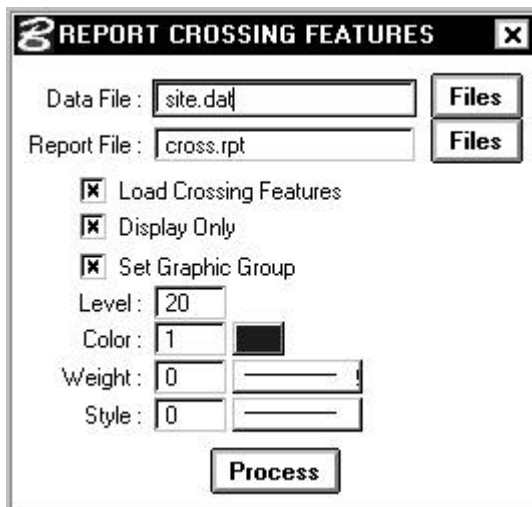 REPORT CROSSING FEATURES
Data File : site.dat Files
Report File : cross.rpt Files
Load Crossing Features
Display Only
Set Graphic Group
Level : 20
Color : 1
Weight : 0
Style : 0
Process